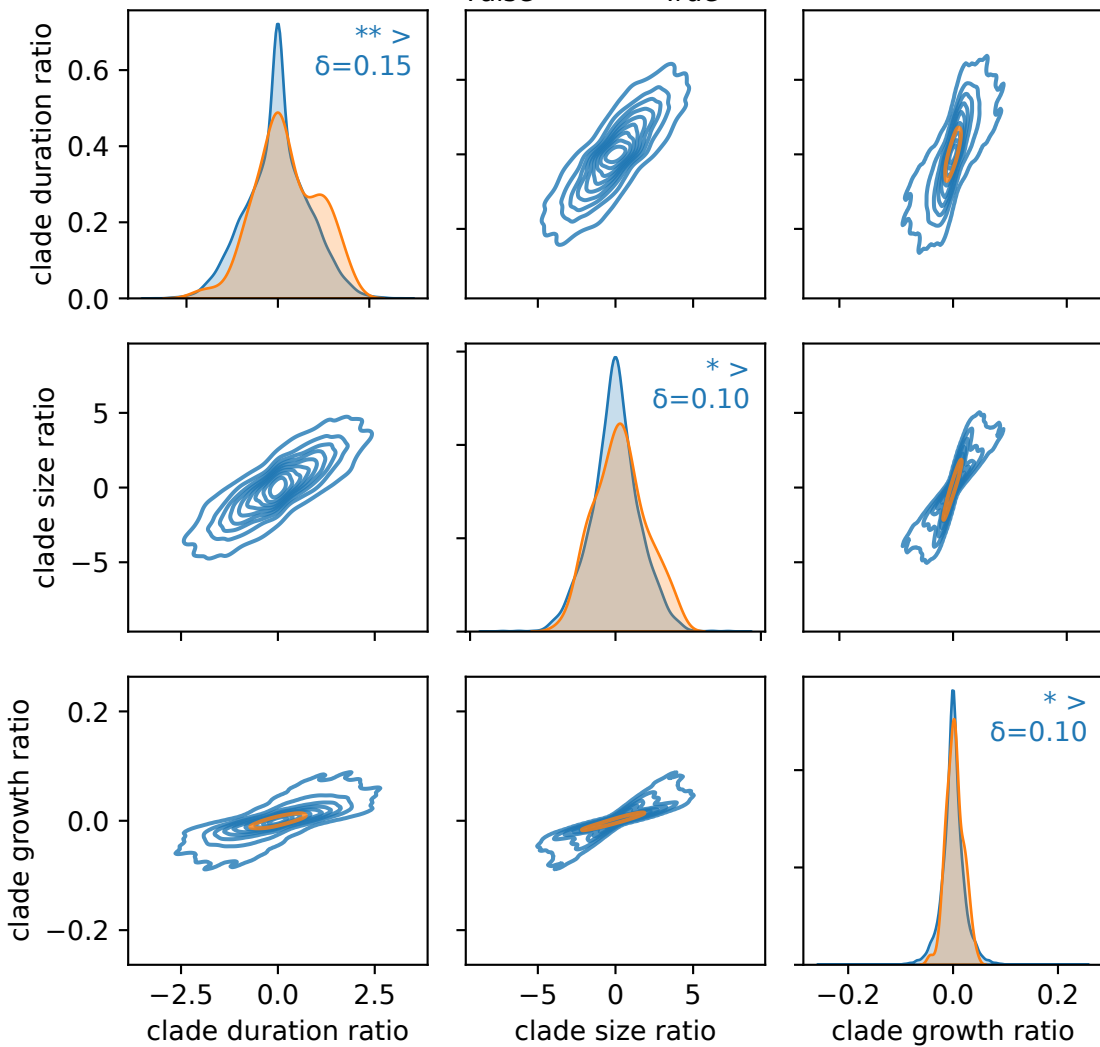 clade duration ratio
0.6
0.4
0.2
0.0
** >
δ=0.15
clade size ratio
5
0
−5
* >
δ=0.10
clade growth ratio
0.2
0.0
−0.2
* >
δ=0.10
−2.5 0.0 2.5
−5 0 5
−0.2 0.0 0.2
clade duration ratio
clade size ratio
clade growth ratio